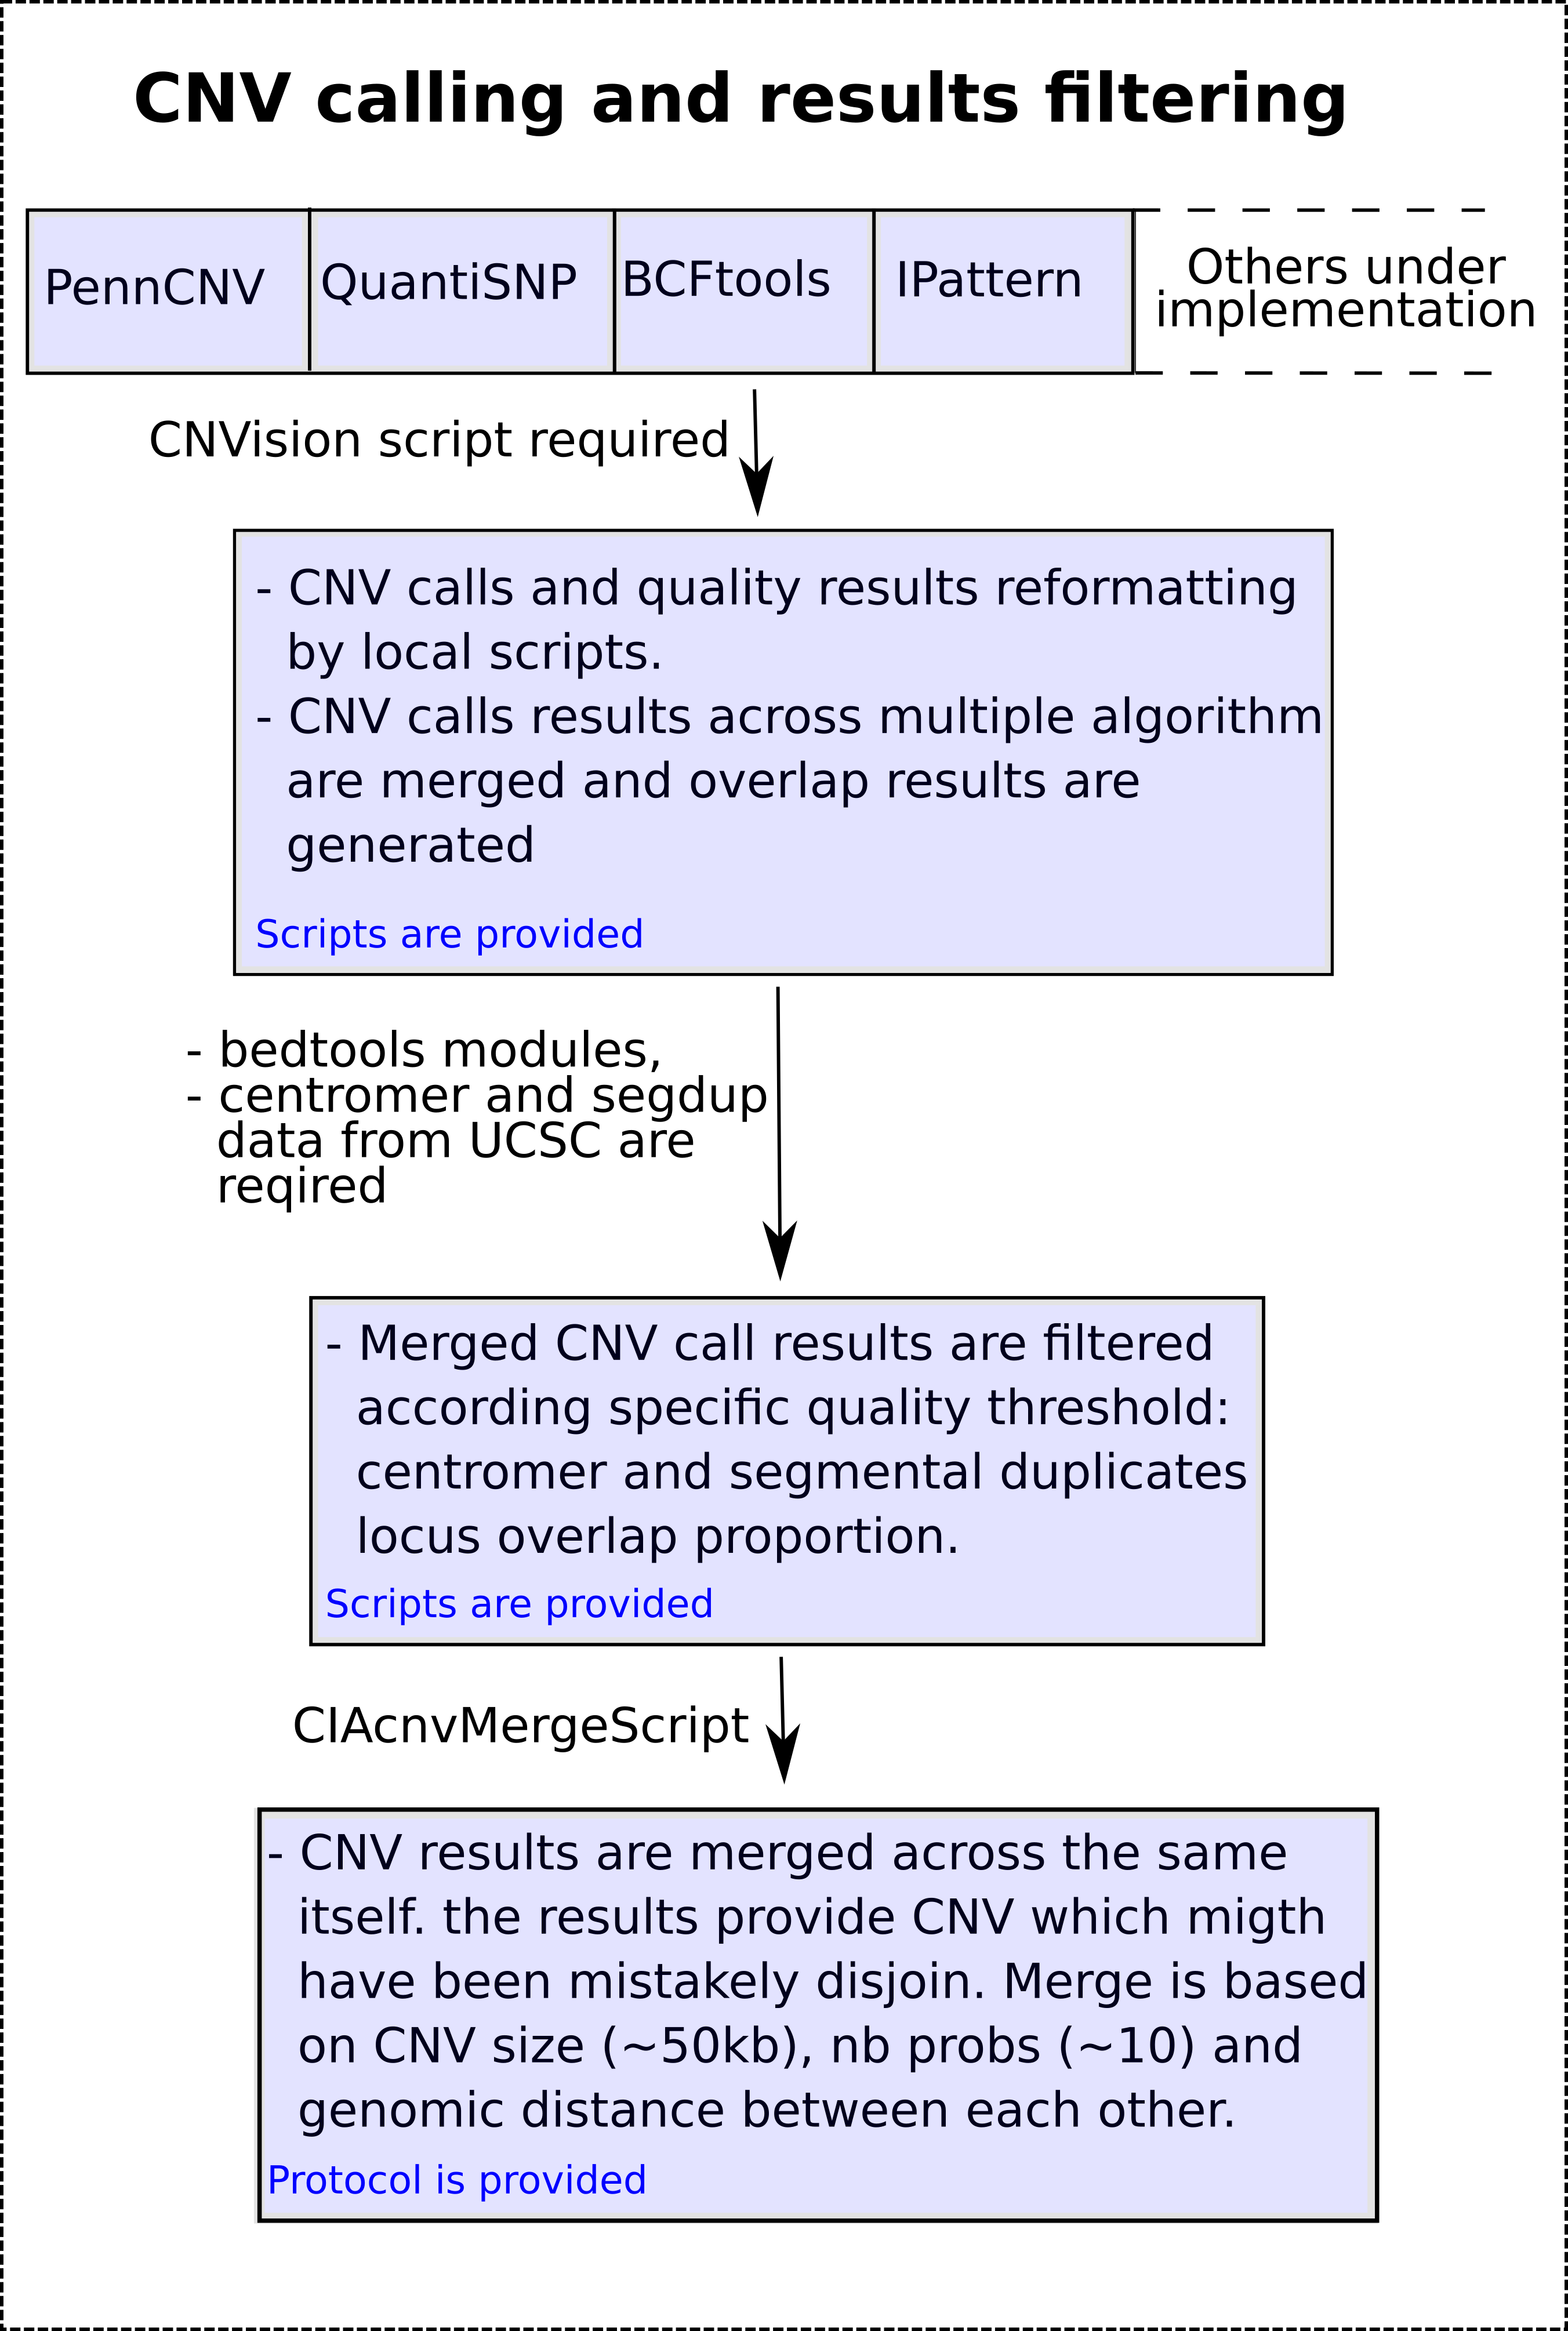 CNV calling and results filtering
PennCNV
QuantiSNP
BCFtools
IPattern
Others under
implementation
CNVision script required
- CNV calls and quality results reformatting
by local scripts.
- CNV calls results across multiple algorithm
are merged and overlap results are
generated
Scripts are provided
- bedtools modules,
- centromer and segdup
data from UCSC are
reqired
- Merged CNV call results are filtered
according specific quality threshold:
centromer and segmental duplicates
locus overlap proportion.
Scripts are provided
CIAcnvMergeScript
- CNV results are merged across the same
itself. the results provide CNV which migth
have been mistakely disjoin. Merge is based
on CNV size (~50kb), nb probs (~10) and
genomic distance between each other.
Protocol is provided